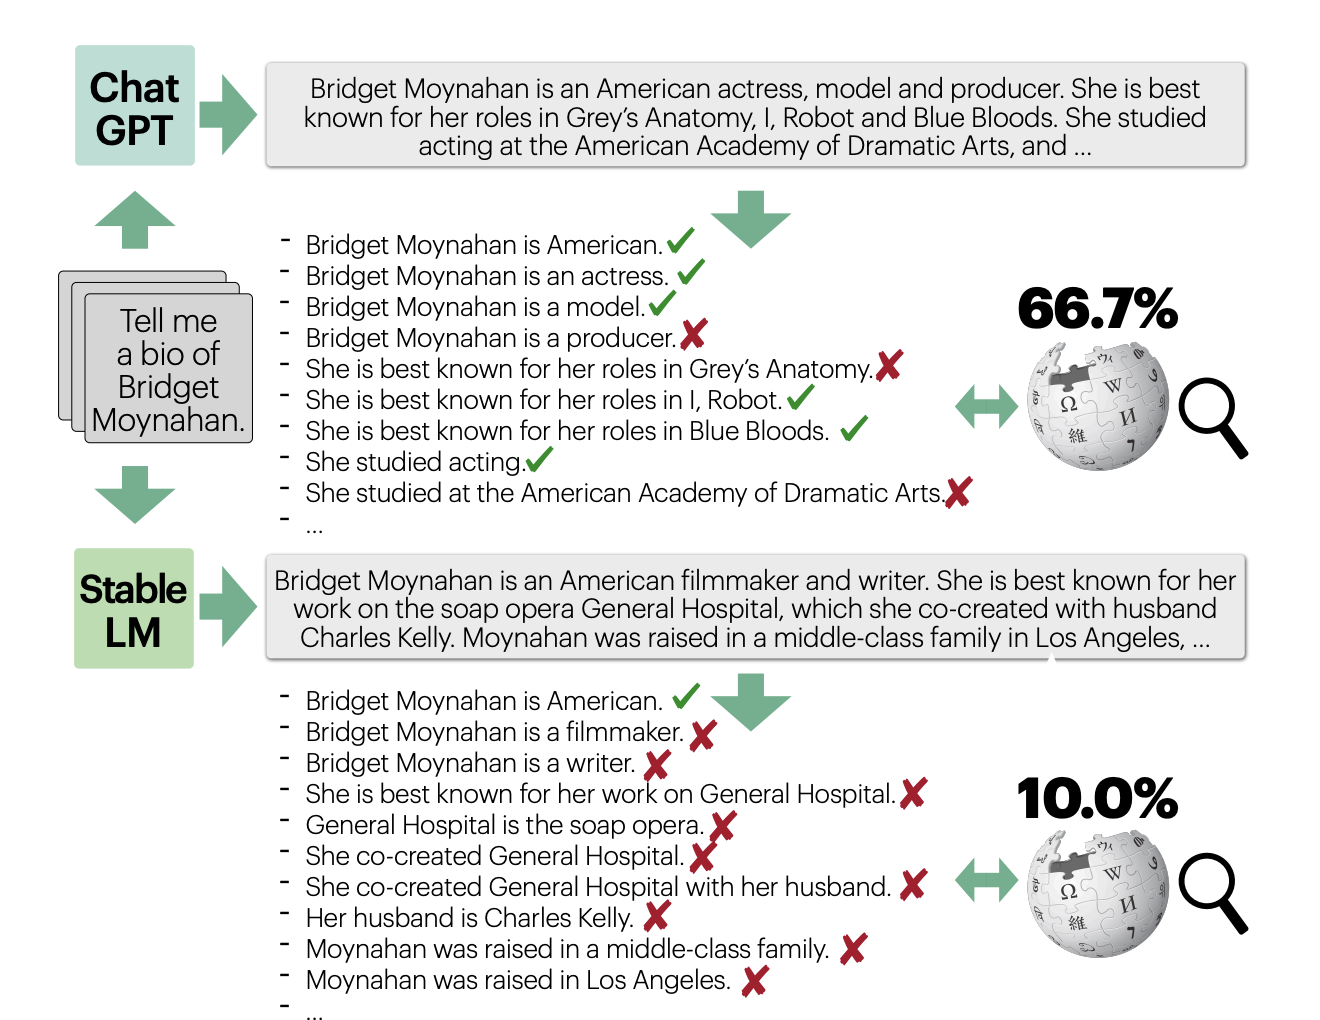 Chat
GPT
Bridget Moynahan is an American actress, model and producer. She is best
known for her roles in Grey’s Anatomy, I, Robot and Blue Bloods. She studied
acting at the American Academy of Dramatic Arts, and ...
Tell me
a bio of
Bridget
Moynahan.
- Bridget Moynahan is American. ✓
- Bridget Moynahan is an actress. ✓
- Bridget Moynahan is a model. ✓
- Bridget Moynahan is a producer. ✘
- She is best known for her roles in Grey’s Anatomy. ✘
- She is best known for her roles in I, Robot. ✓
- She is best known for her roles in Blue Bloods. ✓
- She studied acting. ✓
- She studied at the American Academy of Dramatic Arts. ✘
- ...
66.7%
Ω W И 維
Stable
LM
Bridget Moynahan is an American filmmaker and writer. She is best known for her
work on the soap opera General Hospital, which she co-created with husband
Charles Kelly. Moynahan was raised in a middle-class family in Los Angeles, ...
- Bridget Moynahan is American. ✓
- Bridget Moynahan is a filmmaker. ✘
- Bridget Moynahan is a writer. ✘
- She is best known for her work on General Hospital. ✘
- General Hospital is the soap opera. ✘
- She co-created General Hospital. ✘
- She co-created General Hospital with her husband. ✘
- Her husband is Charles Kelly. ✘
- Moynahan was raised in a middle-class family. ✘
- Moynahan was raised in Los Angeles. ✘
- ...
10.0%
Ω W И 維